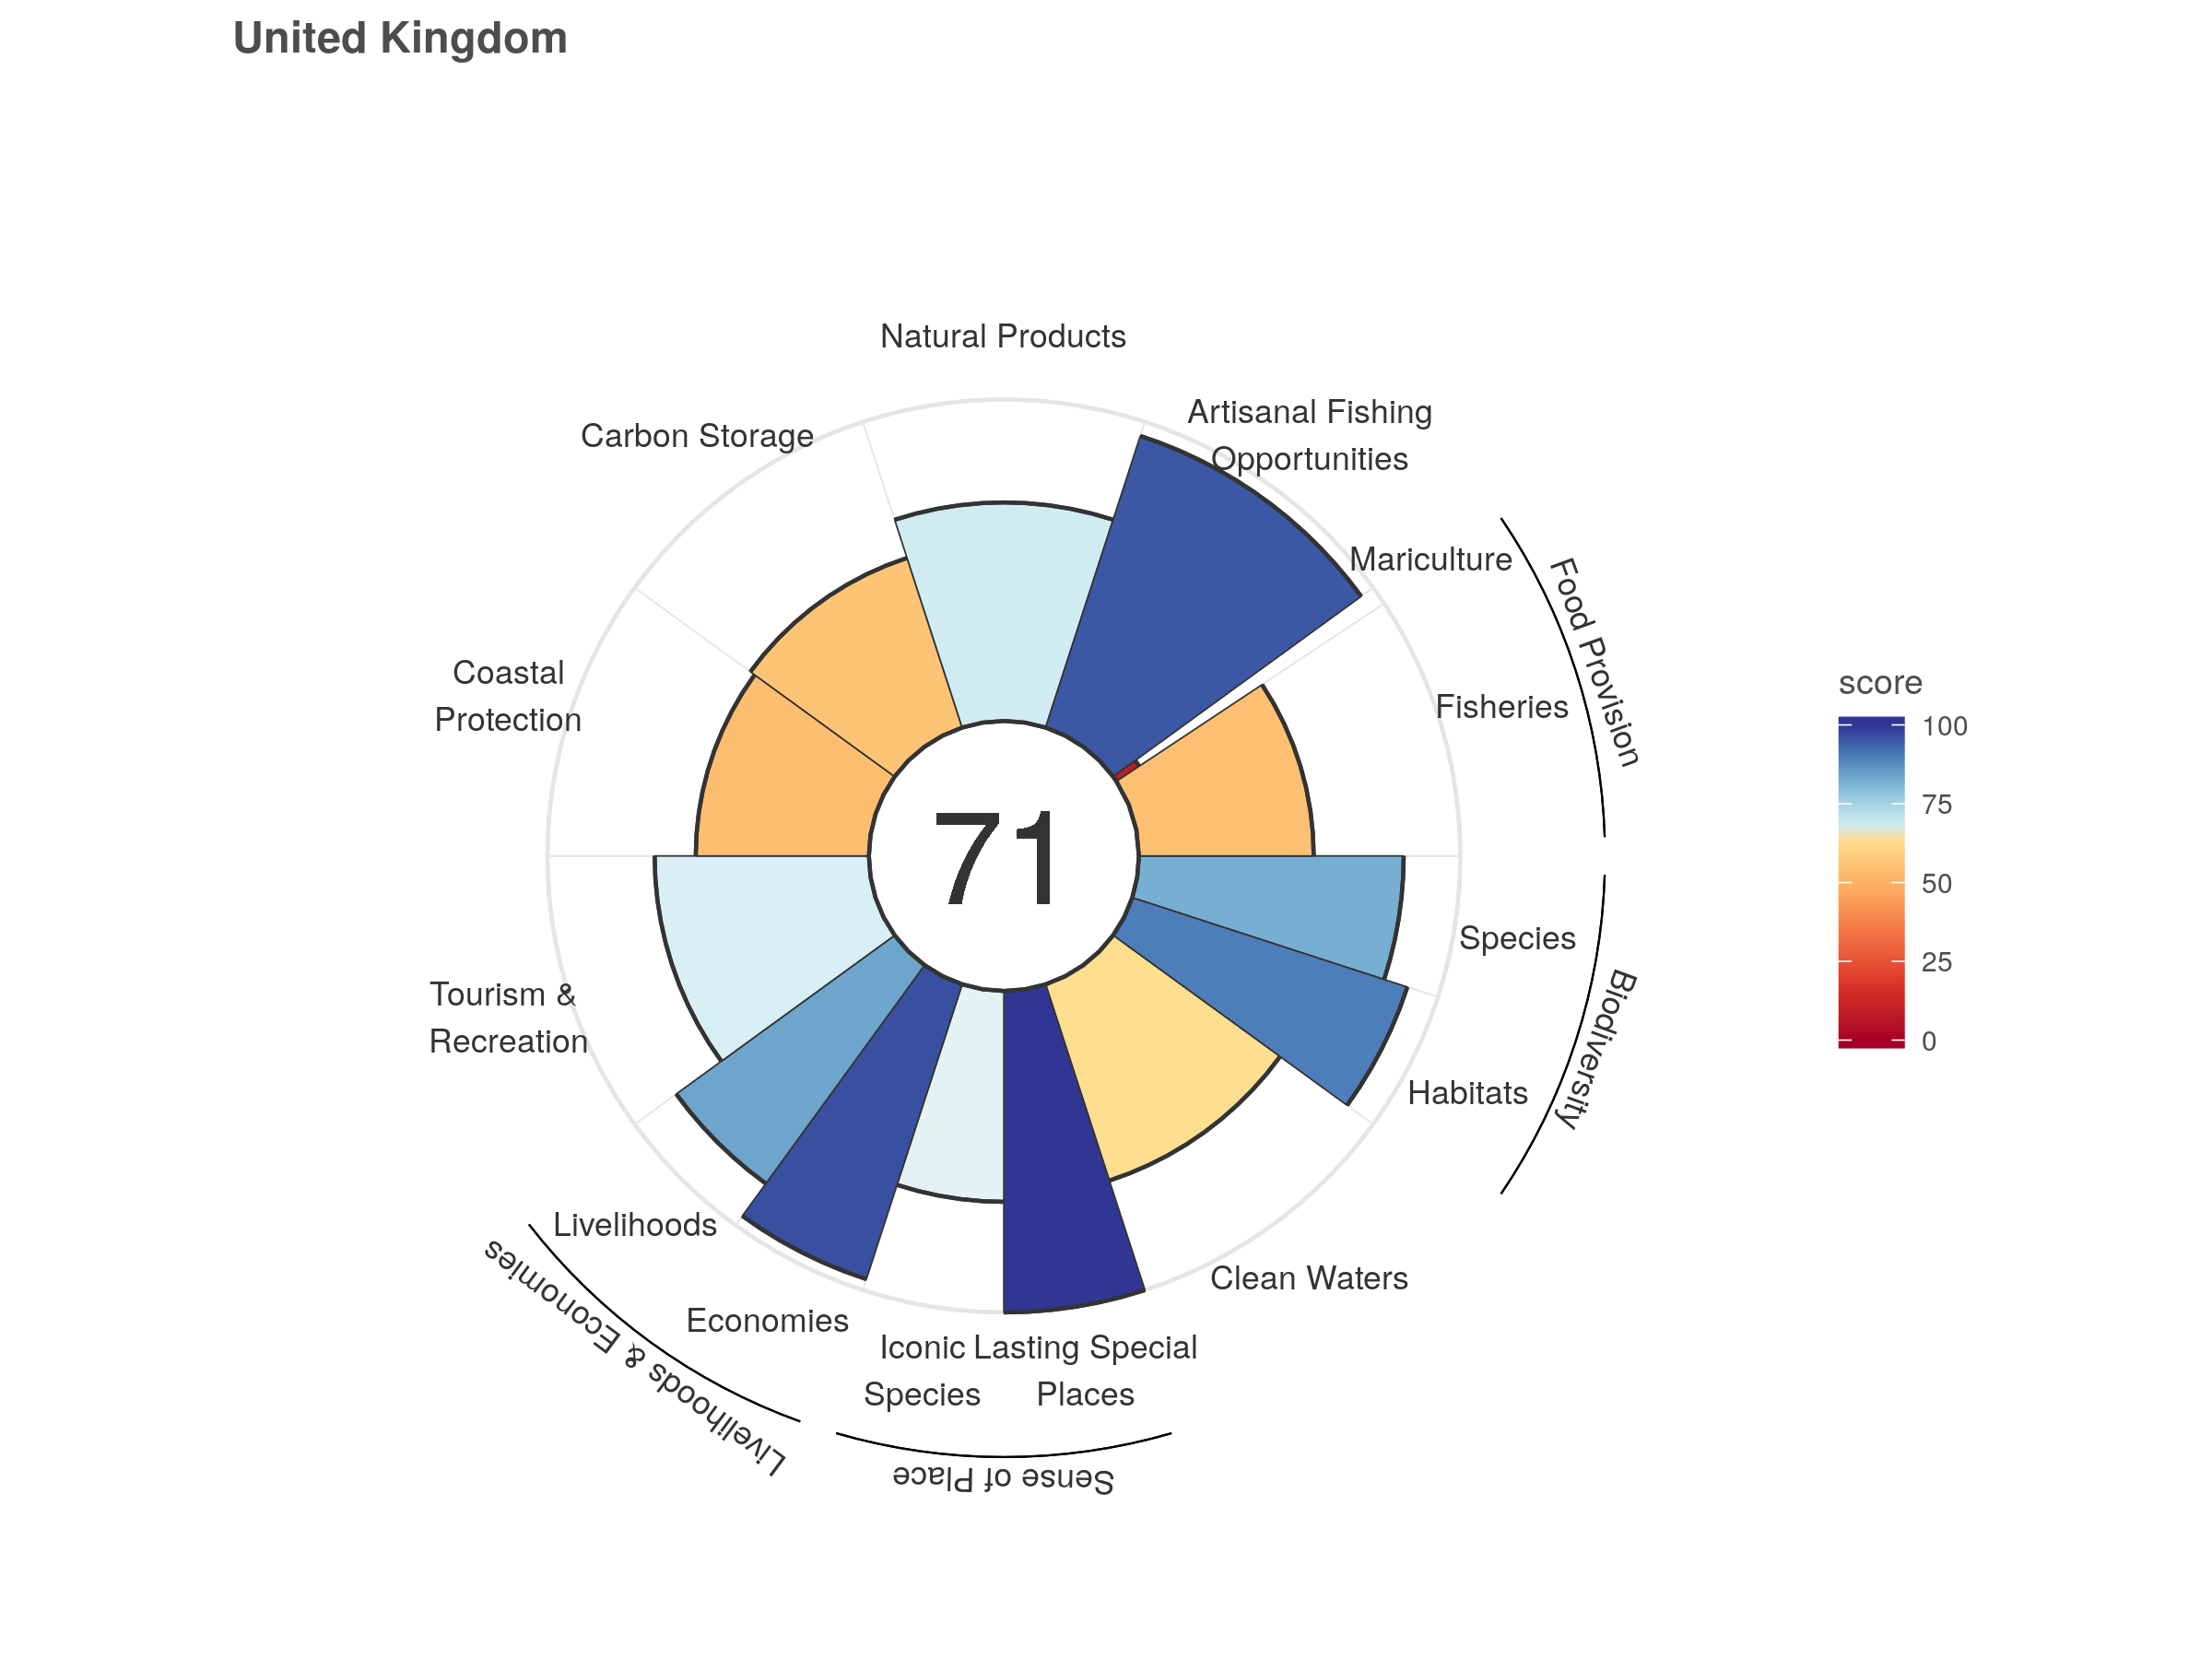 United Kingdom
Natural Products
Artisanal Fishing
Opportunities
Carbon Storage
Mariculture
Food Provision
Fisheries
Coastal
Protection
score
100
75
50
25
0
71
Species
Biodiversity
Tourism &
Recreation
Habitats
Livelihoods
Clean Waters
Economies
Livelihoods & Economies
Iconic
Species
Lasting Special
Places
Sense of Place